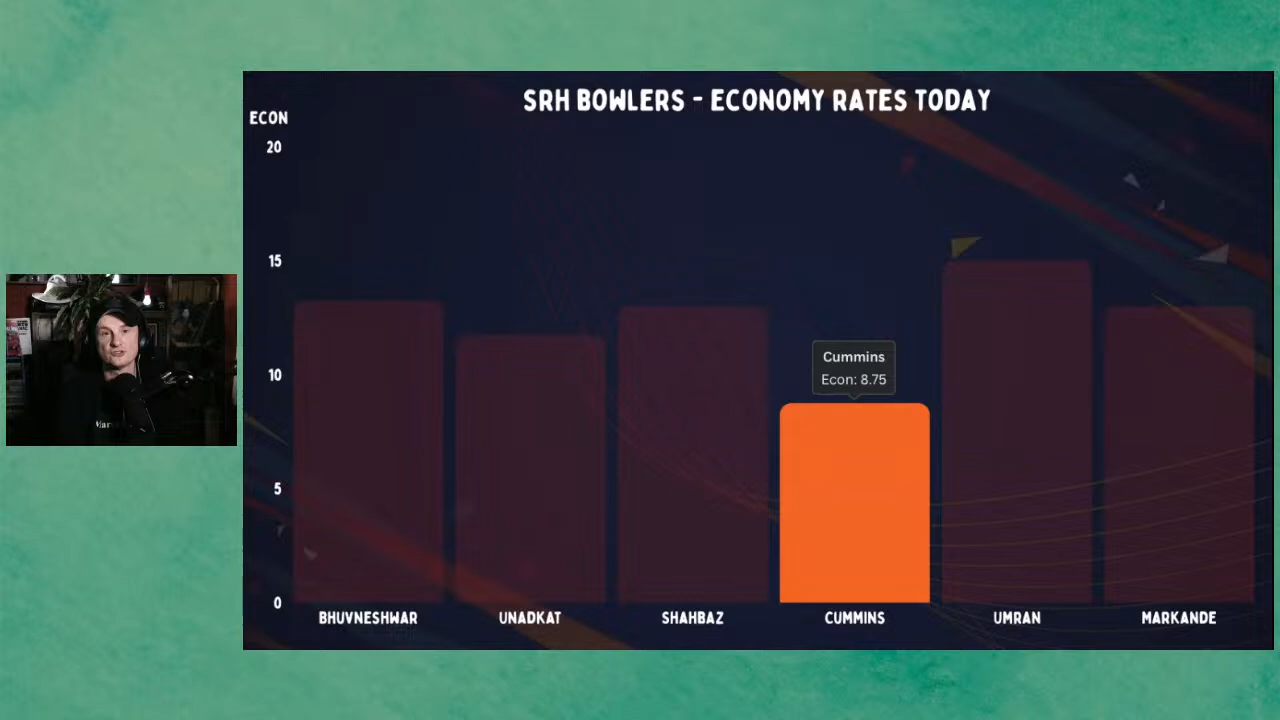 SRH BOWLERS - ECONOMY RATES TODAY
ECON
20
15
10
5
0
Cummins
Econ: 8.75
BHUVNESHWAR UNADKAT SHAHBAZ CUMMINS UMRAN MARKANDE